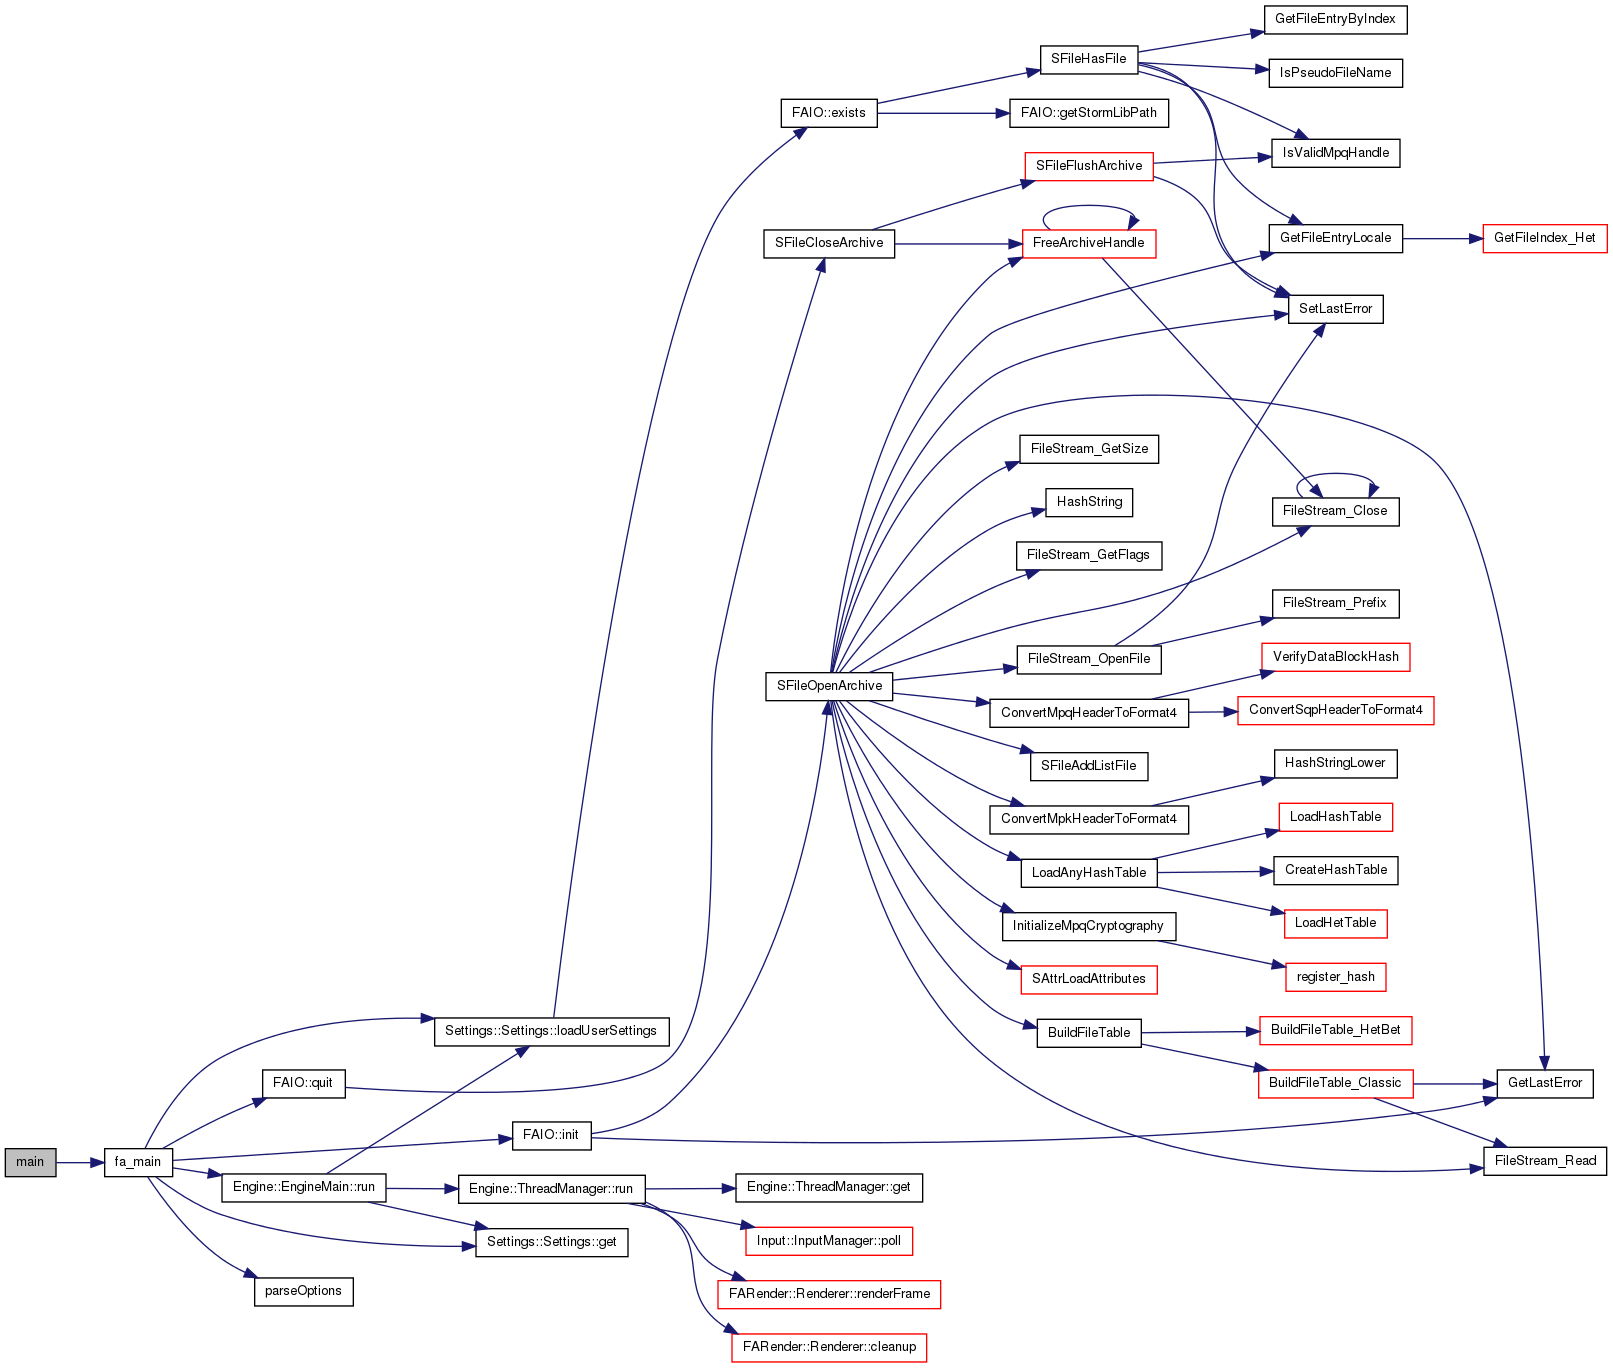 GetFileEntryByIndex
SFileHasFile
IsPseudoFileName
FAIO::exists
FAIO::getStormLibPath
IsValidMpqHandle
SFileFlushArchive
SFileCloseArchive
FreeArchiveHandle
GetFileEntryLocale
GetFileIndex_Het
SetLastError
FileStream_GetSize
HashString
FileStream_Close
FileStream_GetFlags
FileStream_Prefix
FileStream_OpenFile
VerifyDataBlockHash
SFileOpenArchive
ConvertMpqHeaderToFormat4
ConvertSqpHeaderToFormat4
SFileAddListFile
HashStringLower
ConvertMpkHeaderToFormat4
LoadHashTable
LoadAnyHashTable
CreateHashTable
InitializeMpqCryptography
LoadHetTable
SAttrLoadAttributes
register_hash
Settings::Settings::loadUserSettings
BuildFileTable
BuildFileTable_HetBet
FAIO::quit
BuildFileTable_Classic
GetLastError
FAIO::init
main
fa_main
FileStream_Read
Engine::EngineMain::run
Engine::ThreadManager::run
Engine::ThreadManager::get
Settings::Settings::get
Input::InputManager::poll
parseOptions
FARender::Renderer::renderFrame
FARender::Renderer::cleanup